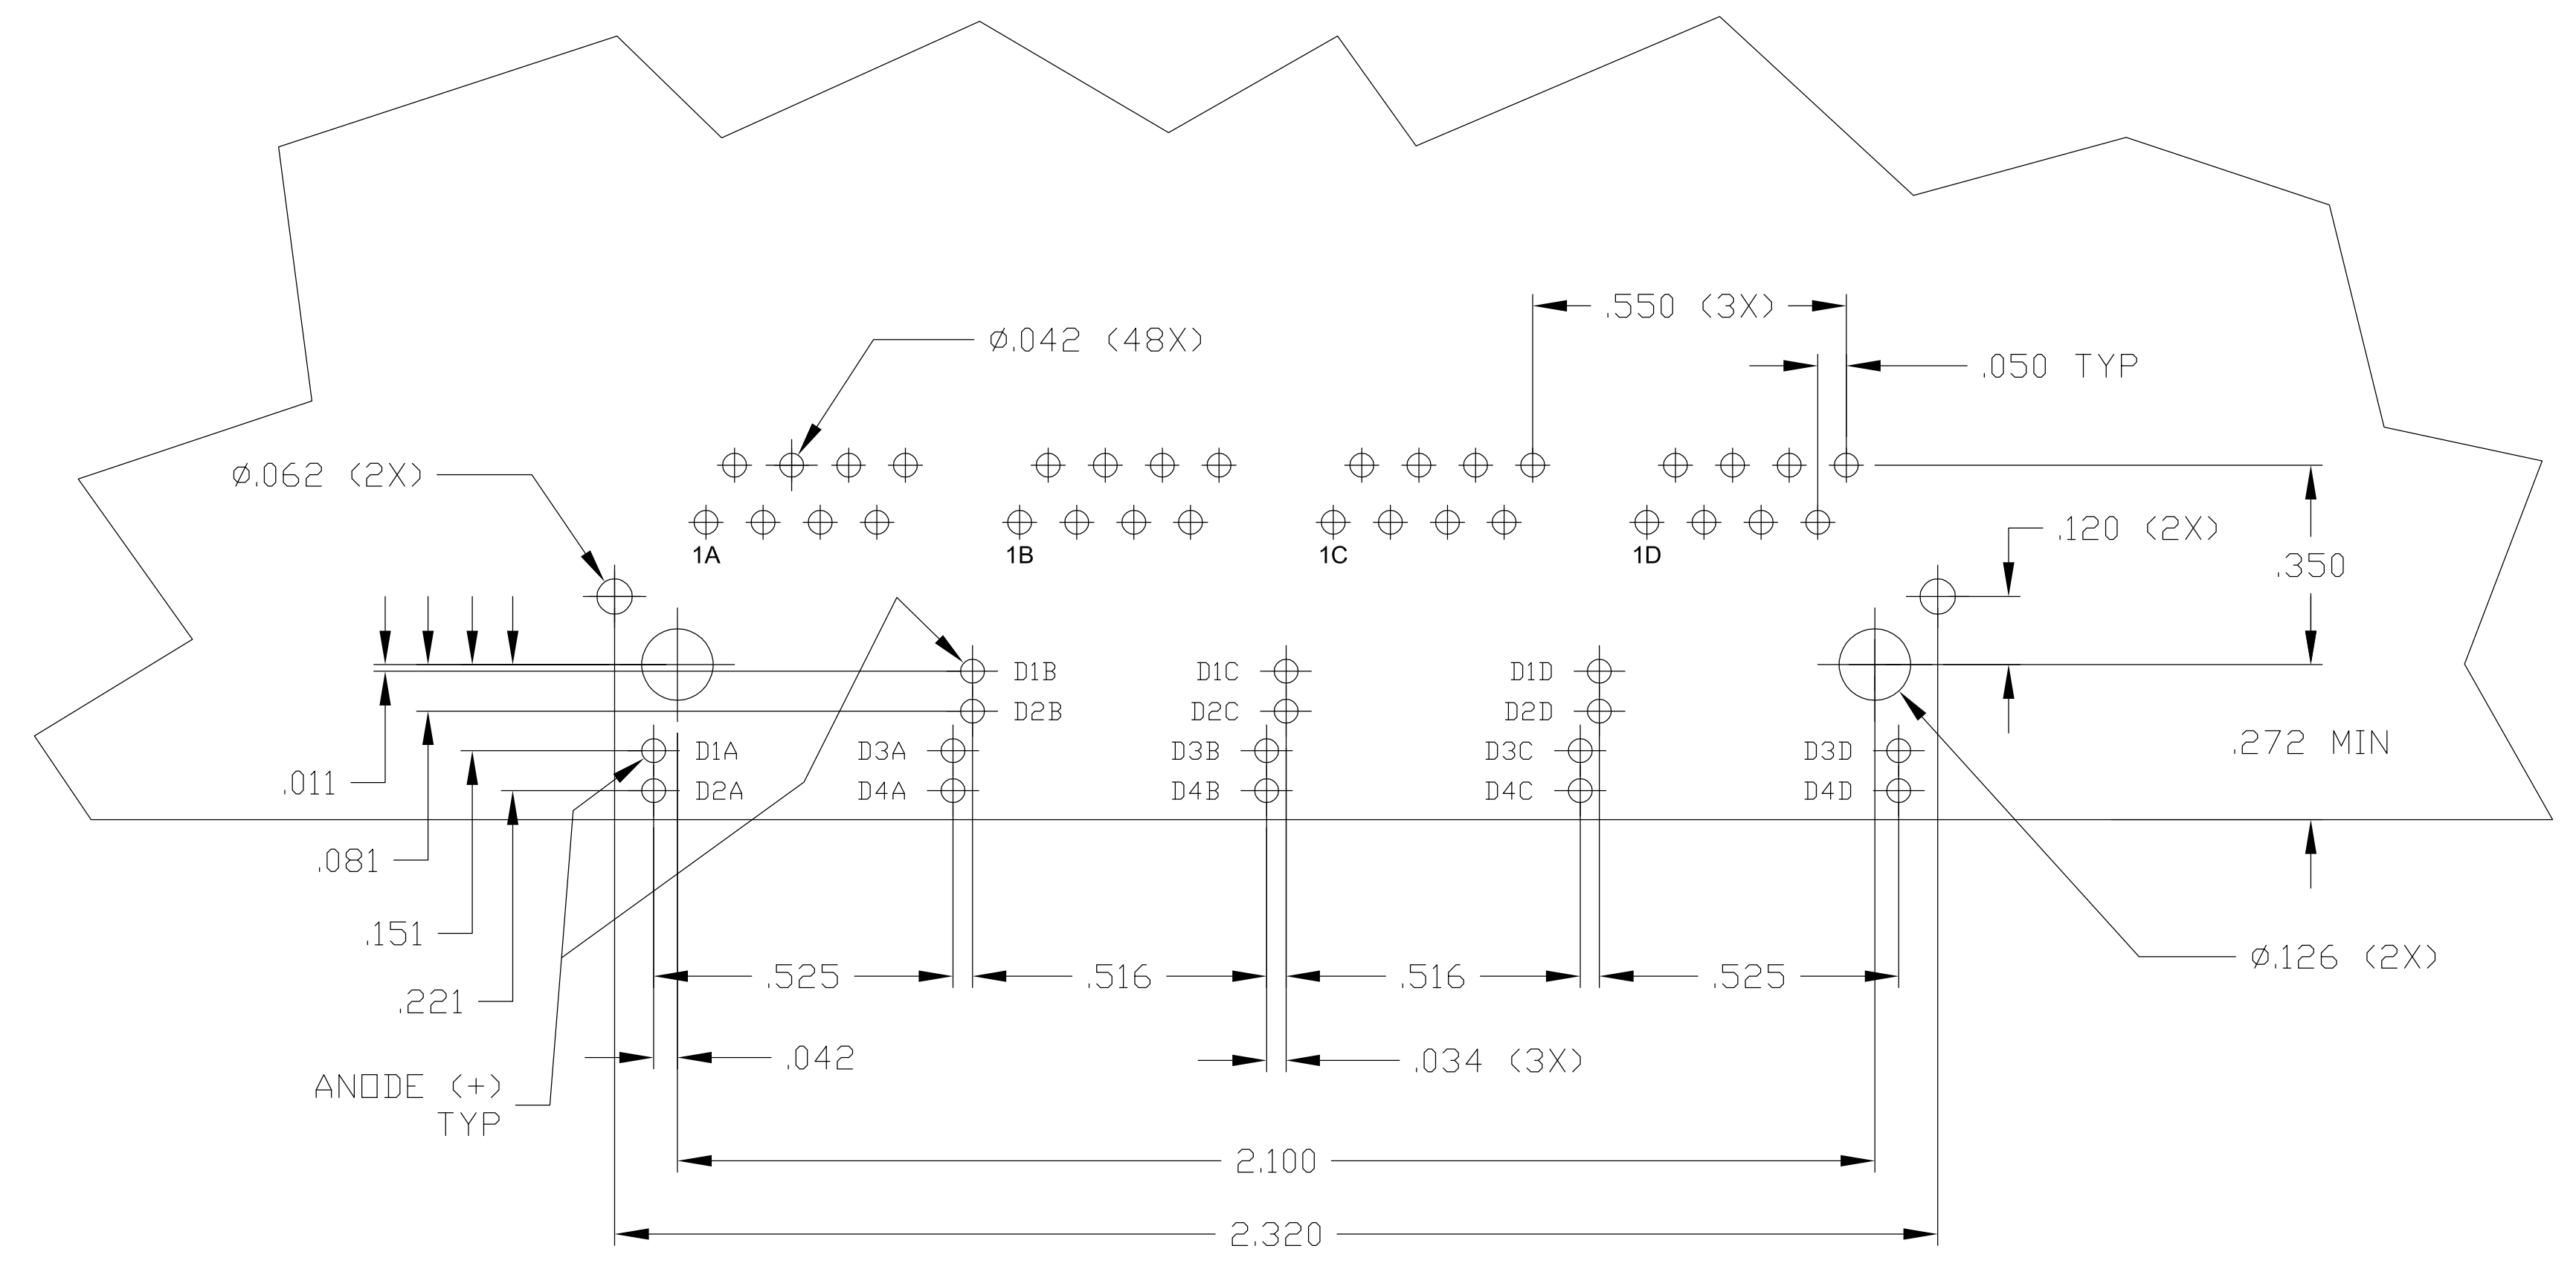 .550 (3X)
Ø.042 (48X)
.050 TYP
Ø.062 (2X)
.120 (2X)
1A
1B
1C
1D
.350
D1B
D1C
D1D
D2B
D2C
D2D
.272 MIN
D1A
D3A
D3B
D3C
D3D
.011
D2A
D4A
D4B
D4C
D4D
.081
.151
Ø.126 (2X)
.525
.516
.516
.525
.221
.042
.034 (3X)
ANODE (+)
TYP
2.100
2.320